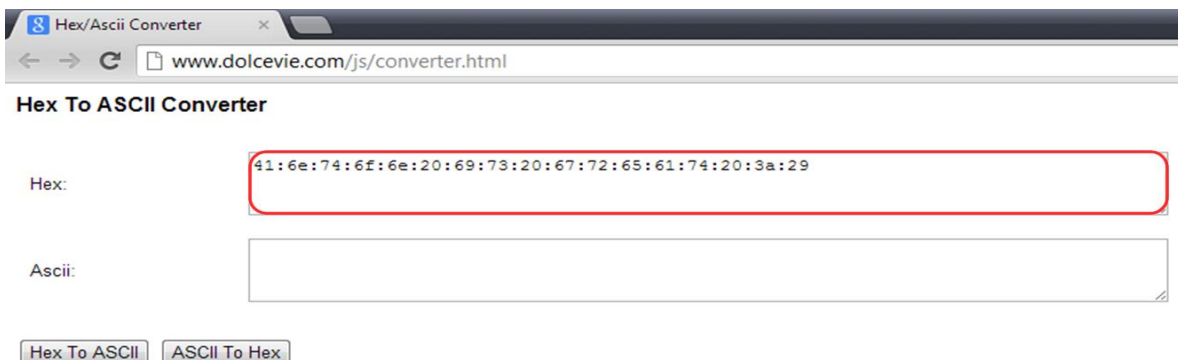 Hex/Ascii Converter
www.dolcevie.com/js/converter.html
Hex To ASCII Converter
Hex:
41:6e:74:6f:6e:20:69:73:20:67:72:65:61:74:20:3a:29
Ascii:
Hex To ASCII ASCII To Hex